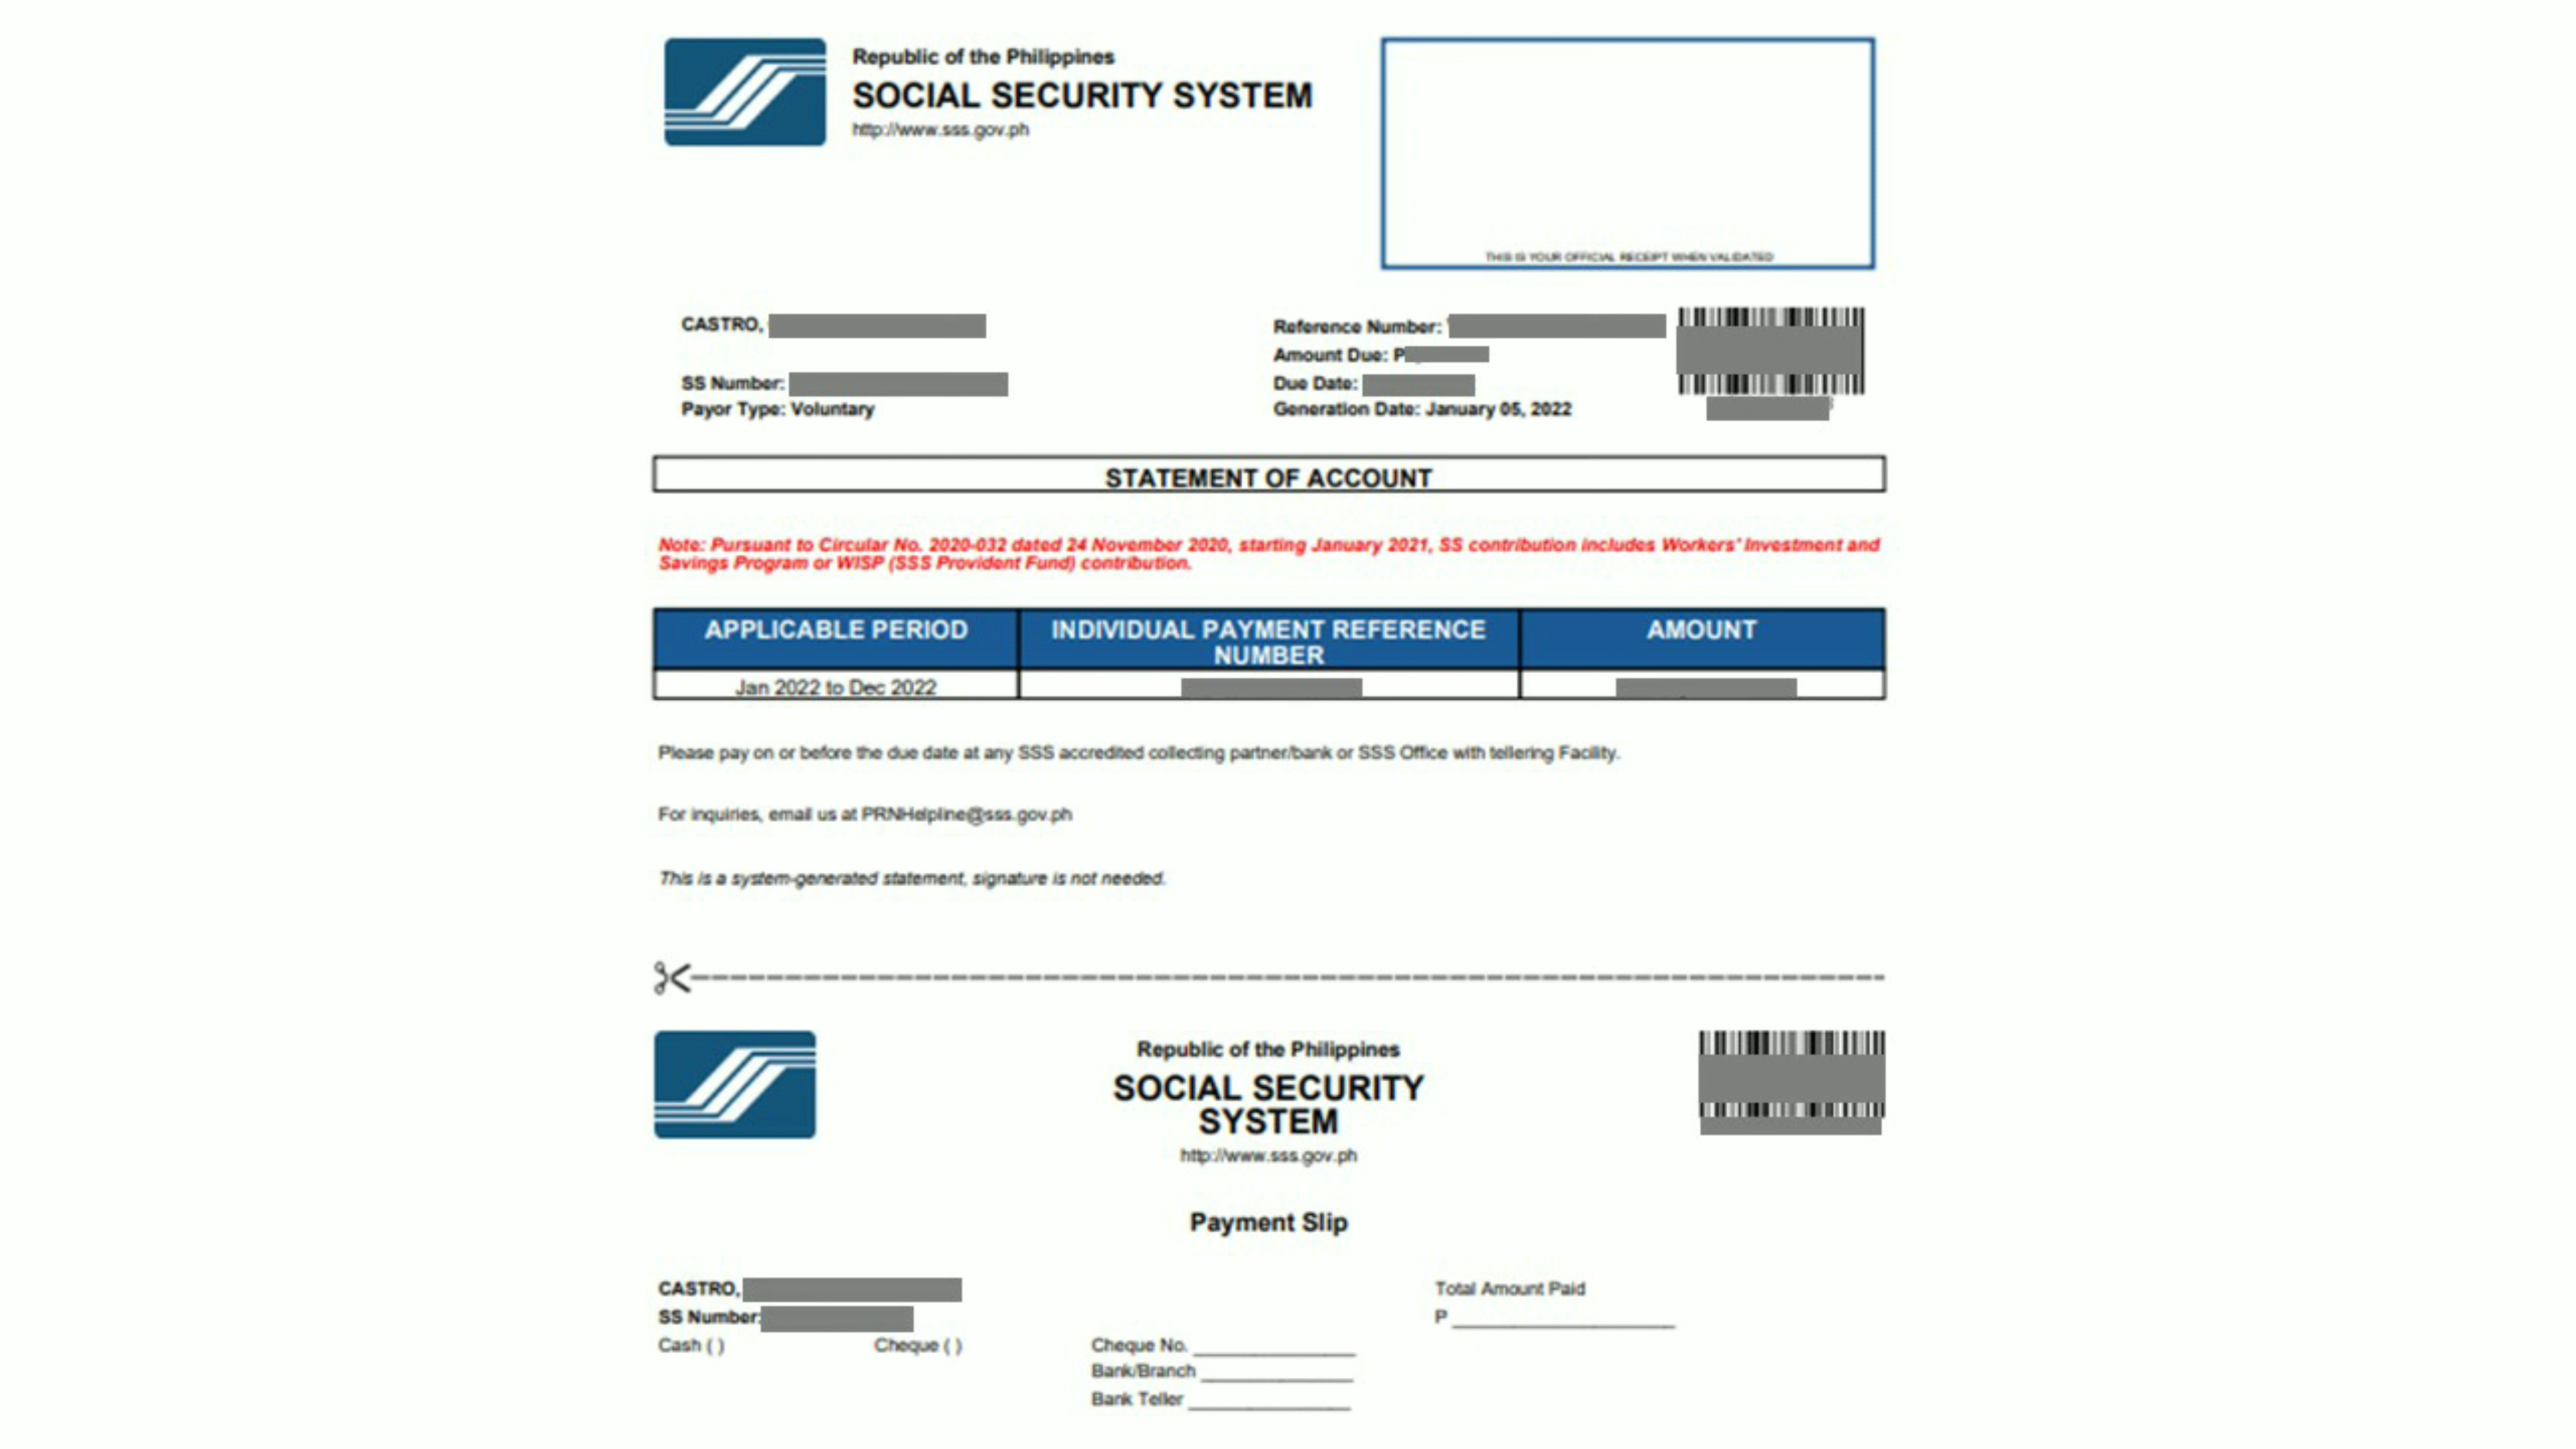 Republic of the Philippines
SOCIAL SECURITY SYSTEM
http://www.sss.gov.ph
THIS IS YOUR OFFICIAL RECEIPT WHEN VALIDATED
CASTRO,
SS Number:
Payor Type: Voluntary
Reference Number:
Amount Due: P
Due Date:
Generation Date: January 05, 2022
STATEMENT OF ACCOUNT
Note: Pursuant to Circular No. 2020-032 dated 24 November 2020, starting January 2021, SS contribution includes Workers' Investment and
Savings Program or WISP (SSS Provident Fund) contribution.
APPLICABLE PERIOD
INDIVIDUAL PAYMENT REFERENCE
NUMBER
AMOUNT
Jan 2022 to Dec 2022
Please pay on or before the due date at any SSS accredited collecting partner/bank or SSS Office with tellering Facility.
For inquiries, email us at PRNHelpline@sss.gov.ph
This is a system-generated statement, signature is not needed.
Republic of the Philippines
SOCIAL SECURITY
SYSTEM
http://www.sss.gov.ph
Payment Slip
CASTRO,
SS Number:
Cash ( ) Cheque ( )
Cheque No.
Bank/Branch
Bank Teller
Total Amount Paid
P